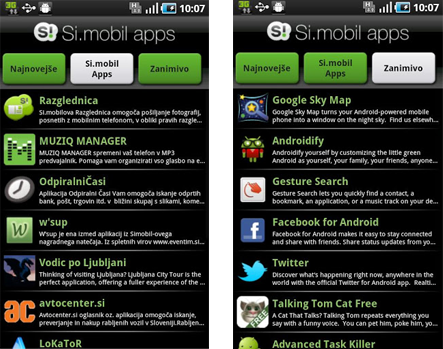 3G 10:07
S! Si.mobil apps
Najnovejše
Si.mobil
Apps
Zanimivo
Razglednica
Si.mobilova Razglednica omogoča pošiljanje fotografij,
posnetih z mobilnim telefonom, v obliki pravih razgle...
MUZIQ MANAGER
MUZIQ MANAGER spremeni vaš telefon v MP3
predvajalnik. Pomaga vam organizirati vso glasbo na e...
OdpiralniČasi
Aplikacija Odpiralni Časi Vam omogoča iskanje odprtih
bank, pošt, trgovin itd. v bližini skupaj s slikami, kome...
w'sup
W'sup je na izmed aplikacij iz Simobil-ovega
nagradnega natečaja. Iz spletnih virov www.eventim.si...
Vodic po Ljubljani
Thinking of visiting Ljubljana? Ljubljana City Tour is the
perfect application, offering a fuller experience of the ...
avtocenter.si
Avtocenter.si oglasnik oz. aplikacija omogoča iskanje,
preverjanje in nakup rabljenih vozil v Sloveniji.Rablen...
LoKaToR
3G 10:07
S! Si.mobil apps
Najnovejše
Si.mobil
Apps
Zanimivo
Google Sky Map
Google Sky Map turns your Android-powered mobile
phone into a window on the night sky. Find us elsewh...
Androidify
Androidify yourself by customizing the little green
Android as yourself, your family, your friends, anyone...
Gesture Search
Gesture Search lets you quickly find a contact, a
bookmark, an application, or a music track on your de...
Facebook for Android
Facebook for Android makes it easy to stay connected
and share with friends. Share status updates from yo...
Twitter
Discover what's happening right now, anywhere in the
world with the official Twitter for Android app. Realti...
Talking Tom Cat Free
A Cat That Talks? Talking Tom repeats everything you
say with a funny voice. You can pet him, poke him, yo...
FREE
Advanced Task Killer